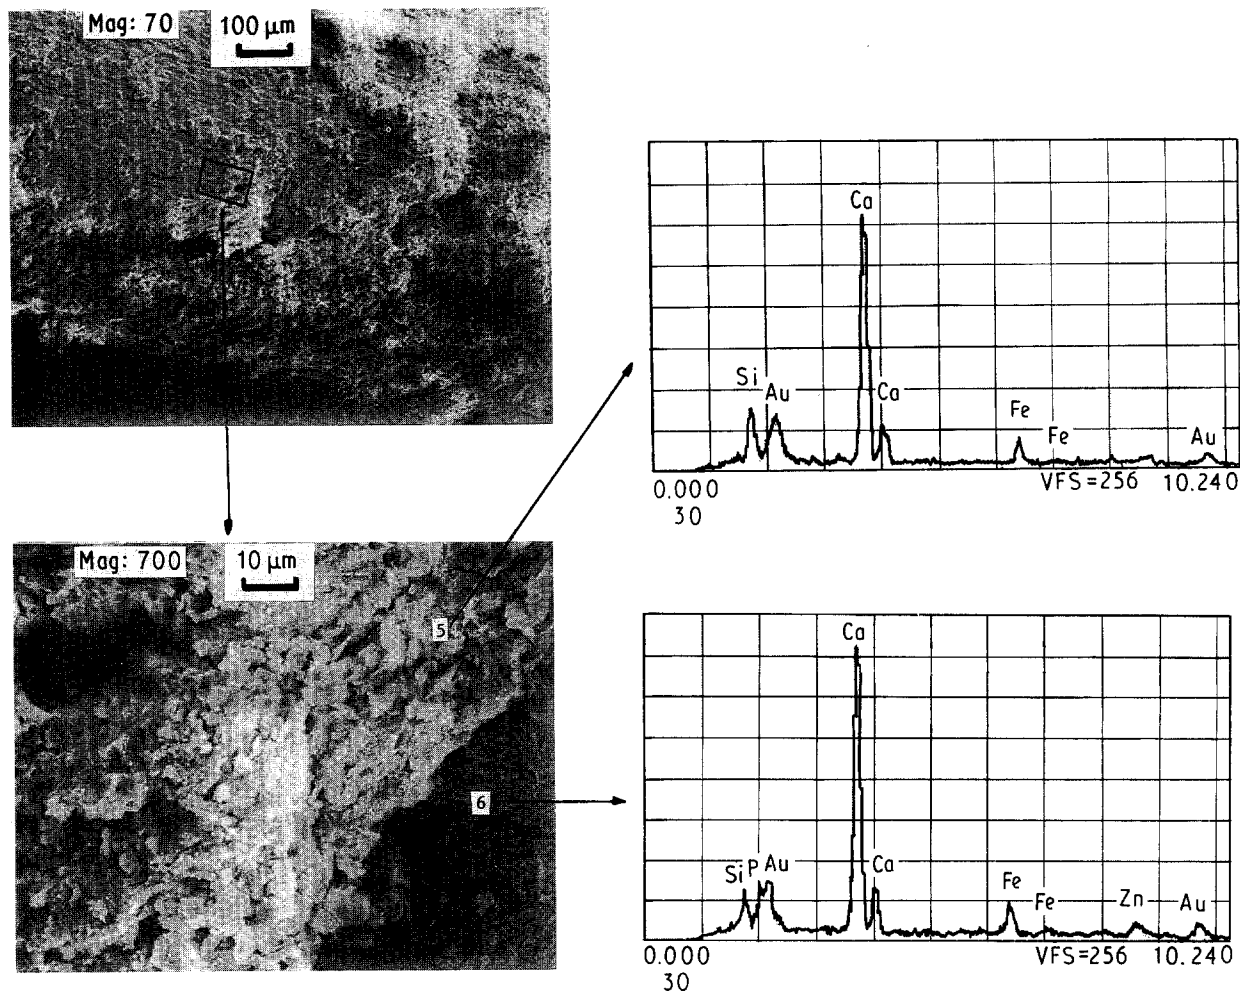 Mag: 70
100 μm
Mag: 700
10 μm
5
6
Ca
Si
Au
Ca
Fe
Fe
Au
0.000
VFS=256 10.240
30
Ca
Si P Au
Ca
Fe
Fe
Zn
Au
0.000
VFS=256 10.240
30